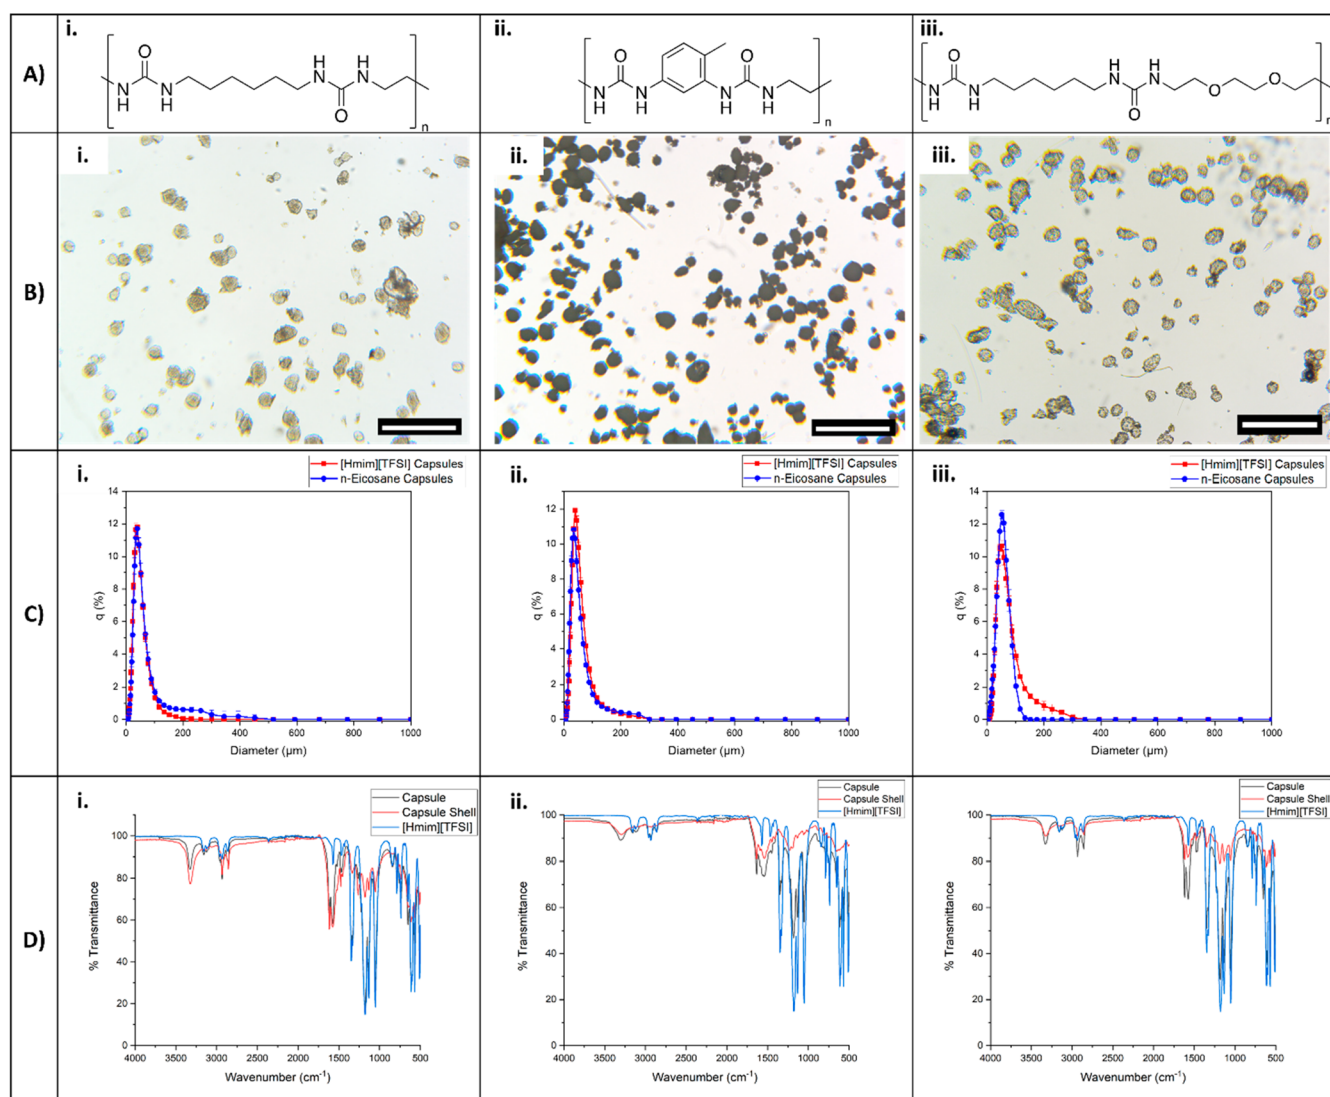 A)
i.
O
N
H
N
H
H
N
O
H
N
n
ii.
O
N
H
N
H
O
N
H
N
H
n
iii.
O
N
H
N
H
H
N
O
H
N
O
O
n
B)
i.
ii.
iii.
C)
i.
[Hmim][TFSI] Capsules
n-Eicosane Capsules
14
12
10
8
6
4
2
0
q (%)
0 200 400 600 800 1000
Diameter (µm)
ii.
[Hmim][TFSI] Capsules
n-Eicosane Capsules
12
10
8
6
4
2
0
q (%)
0 200 400 600 800 1000
Diameter (µm)
iii.
[Hmim][TFSI] Capsules
n-Eicosane Capsules
14
12
10
8
6
4
2
0
q (%)
0 200 400 600 800 1000
Diameter (µm)
D)
i.
Capsule
Capsule Shell
[Hmim][TFSI]
100
80
60
40
20
0
% Transmittance
4000 3500 3000 2500 2000 1500 1000 500
Wavenumber (cm⁻¹)
ii.
Capsule
Capsule Shell
[Hmim][TFSI]
100
80
60
40
20
0
% Transmittance
4000 3500 3000 2500 2000 1500 1000 500
Wavenumber (cm⁻¹)
iii.
Capsule
Capsule Shell
[Hmim][TFSI]
100
80
60
40
20
0
% Transmittance
4000 3500 3000 2500 2000 1500 1000 500
Wavenumber (cm⁻¹)